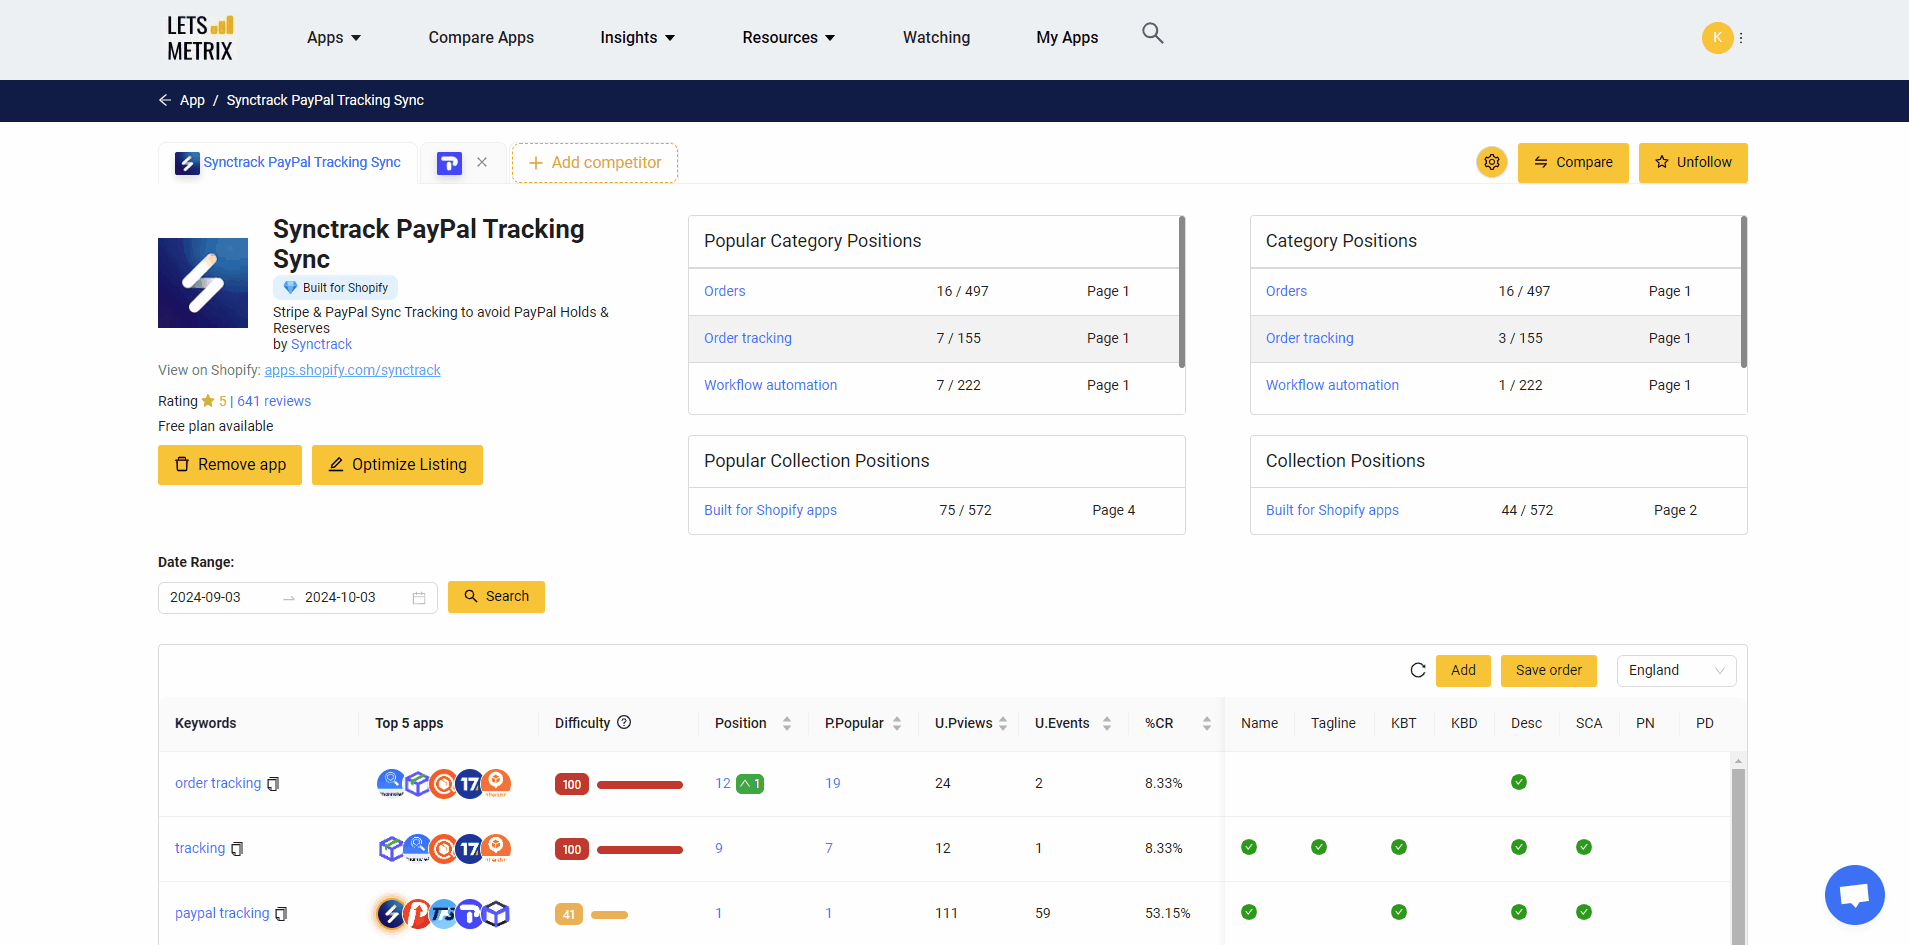 LETS
METRIX
Apps
Compare Apps
Insights
Resources
Watching
My Apps
K
App / Synctrack PayPal Tracking Sync
Synctrack PayPal Tracking Sync
Add competitor
Compare
Unfollow
Synctrack PayPal Tracking
Sync
Built for Shopify
Stripe & PayPal Sync Tracking to avoid PayPal Holds &
Reserves
by Synctrack
View on Shopify: apps.shopify.com/synctrack
Rating 5 | 641 reviews
Free plan available
Remove app
Optimize Listing
Popular Category Positions
Orders 16 / 497 Page 1
Order tracking 7 / 155 Page 1
Workflow automation 7 / 222 Page 1
Category Positions
Orders 16 / 497 Page 1
Order tracking 3 / 155 Page 1
Workflow automation 1 / 222 Page 1
Popular Collection Positions
Built for Shopify apps 75 / 572 Page 4
Collection Positions
Built for Shopify apps 44 / 572 Page 2
Date Range:
2024-09-03 2024-10-03 Search
Add Save order England
Keywords Top 5 apps Difficulty Position P.Popular U.Pviews U.Events %CR Name Tagline KBT KBD Desc SCA PN PD
order tracking 17 100 12 1 19 24 2 8.33%
tracking 17 100 9 7 12 1 8.33%
paypal tracking 41 1 1 111 59 53.15%